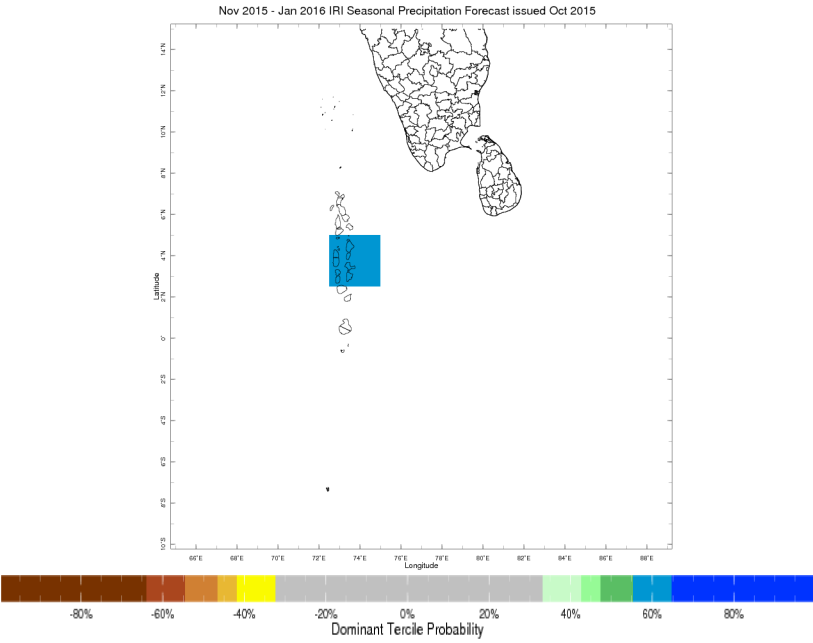 Nov 2015 - Jan 2016 IRI Seasonal Precipitation Forecast issued Oct 2015
14°N
12°N
10°N
8°N
6°N
4°N
2°N
0°
2°S
4°S
6°S
8°S
10°S
Latitude
66°E 68°E 70°E 72°E 74°E 76°E 78°E 80°E 82°E 84°E 86°E 88°E
Longitude
-80% -60% -40% -20% 0% 20% 40% 60% 80%
Dominant Tercile Probability